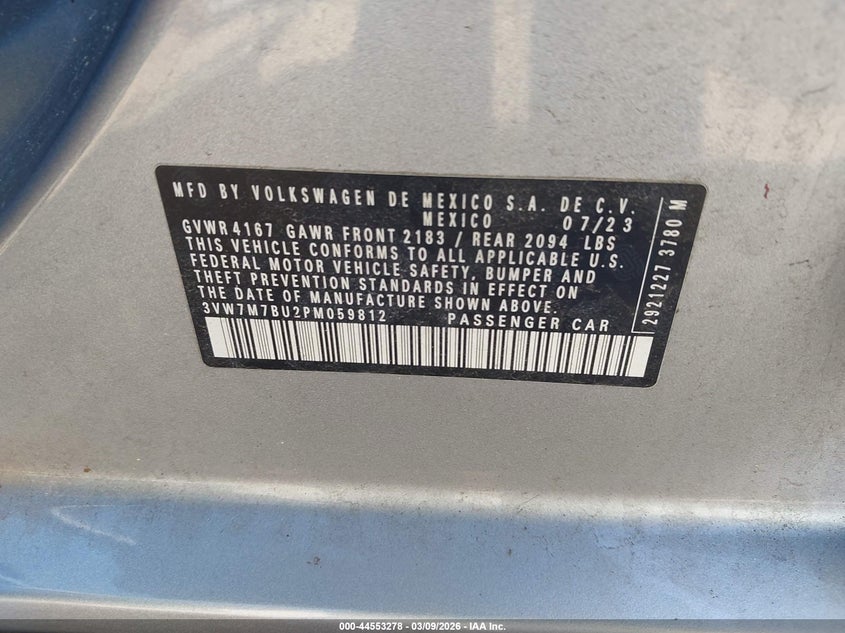 MFD BY VOLKSWAGEN DE MEXICO S.A. DE C.V.
MEXICO 07/23
GVWR 4167 GAWR FRONT 2183 / REAR 2094 LBS
THIS VEHICLE CONFORMS TO ALL APPLICABLE U.S.
FEDERAL MOTOR VEHICLE SAFETY, BUMPER AND
THEFT PREVENTION STANDARDS IN EFFECT ON
THE DATE OF MANUFACTURE SHOWN ABOVE.
3VW7M7BU2PM059812 PASSENGER CAR
2921227 3780 M
000-44553278 - 03/09/2026 - IAA Inc.